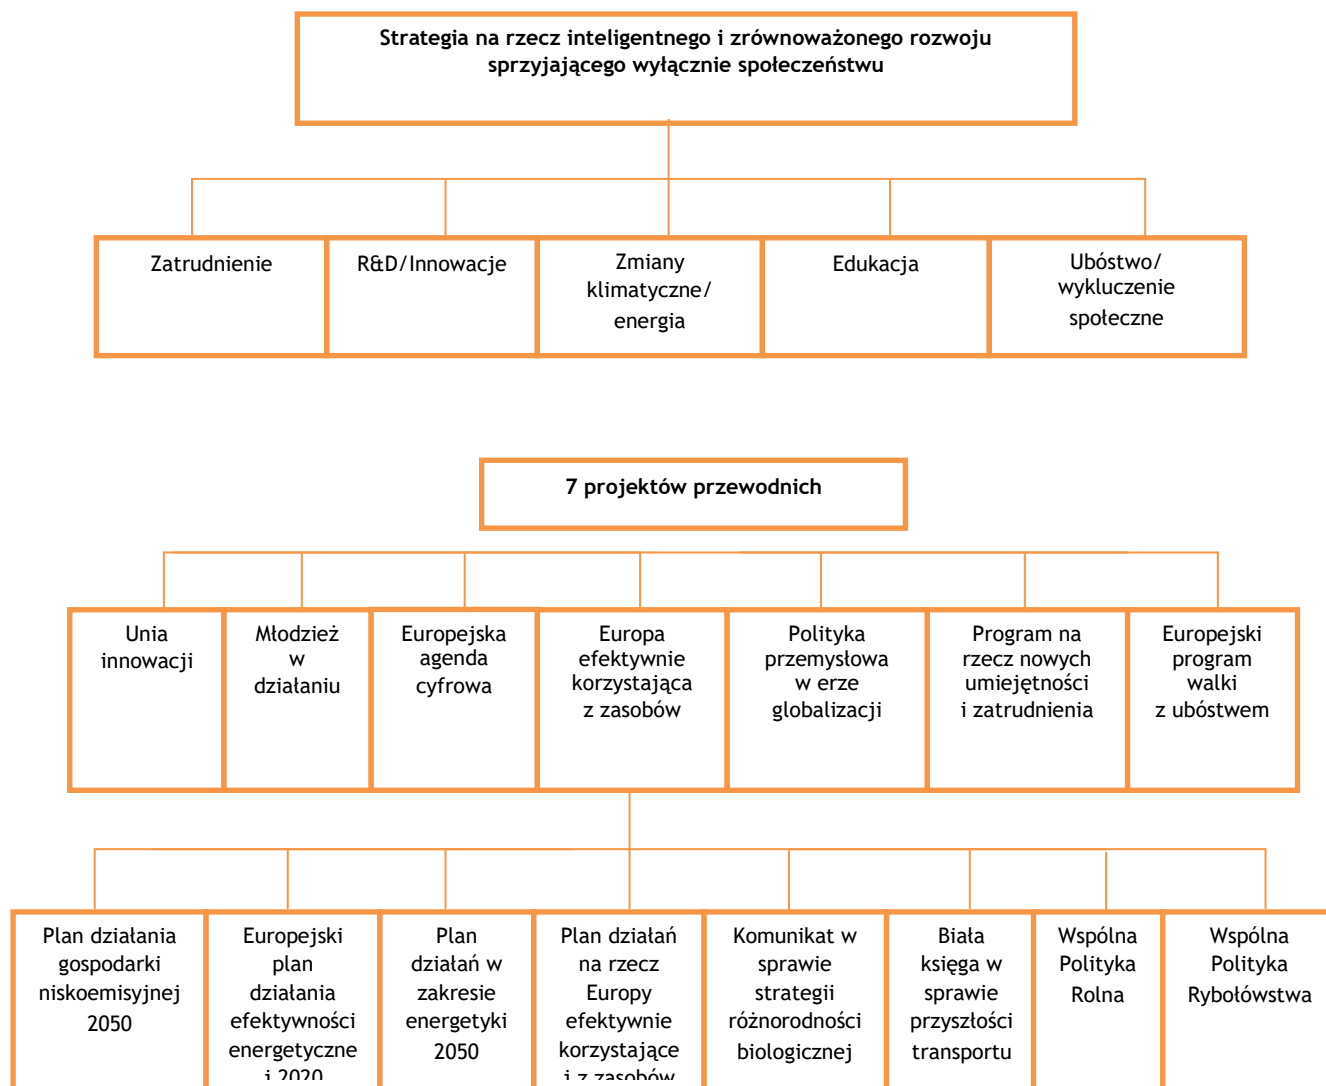 Strategia na rzecz inteligentnego i zrównoważonego rozwoju
sprzyjającego wyłącznie społeczeństwu
Zatrudnienie
R&D/Innowacje
Zmiany
klimatyczne/
energia
Edukacja
Ubóstwo/
wykluczenie
społeczne
7 projektów przewodnich
Unia
innowacji
Młodzież
w
działaniu
Europejska
agenda
cyfrowa
Europa
efektywnie
korzystająca
z zasobów
Polityka
przemysłowa
w erze
globalizacji
Program na
rzecz nowych
umiejętności
i zatrudnienia
Europejski
program
walki
z ubóstwem
Plan działania
gospodarki
niskoemisyjnej
2050
Europejski
plan
działania
efektywności
energetyczne
j 2020
Plan
działań w
zakresie
energetyki
2050
Plan działań
na rzecz
Europy
efektywnie
korzystające
j z zasobów
Komunikat w
sprawie
strategii
różnorodności
biologicznej
Biała
księga w
sprawie
przyszłości
transportu
Wspólna
Polityka
Rolna
Wspólna
Polityka
Rybołówstwa